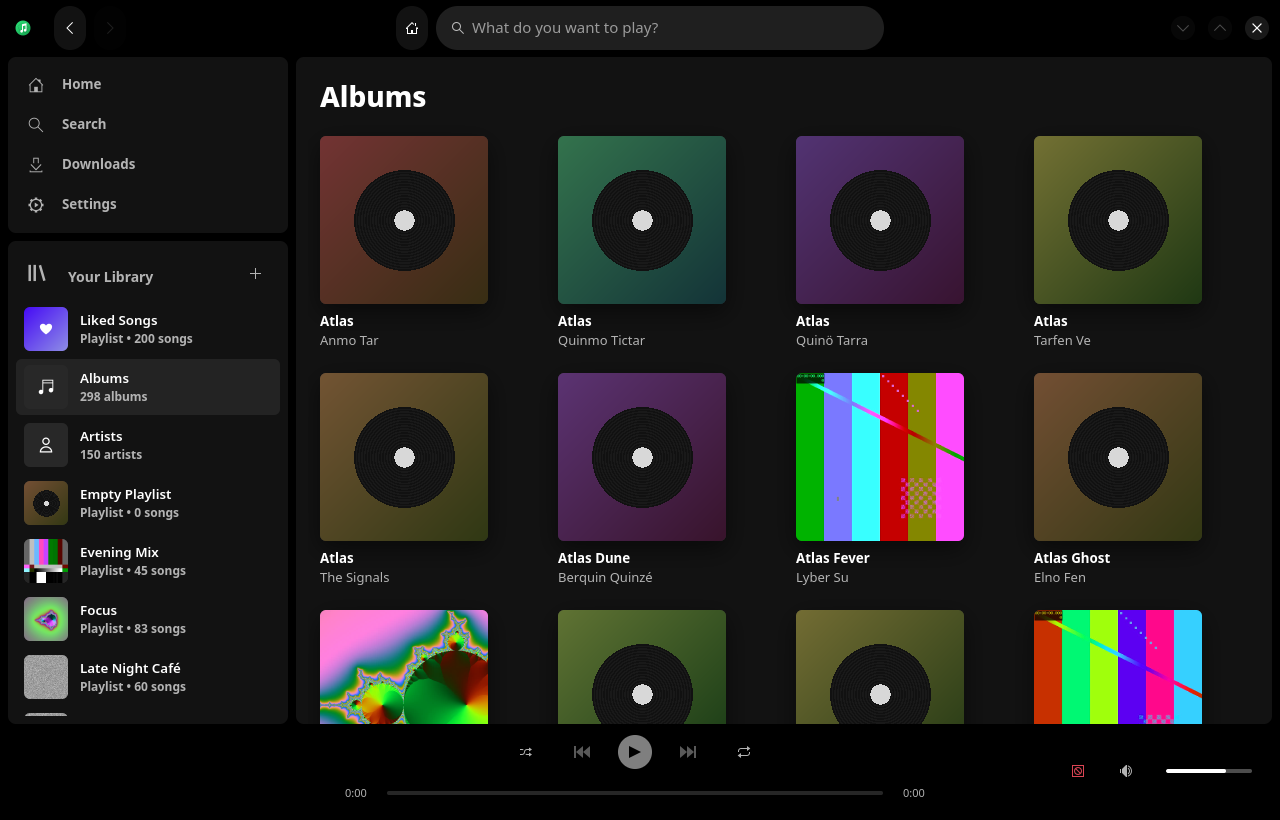 What do you want to play?
Home
Search
Downloads
Settings
Your Library
Liked Songs
Playlist • 200 songs
Albums
298 albums
Artists
150 artists
Empty Playlist
Playlist • 0 songs
Evening Mix
Playlist • 45 songs
Focus
Playlist • 83 songs
Late Night Café
Playlist • 60 songs
Albums
Atlas
Anmo Tar
Atlas
Quinmo Tictar
Atlas
Quinö Tarra
Atlas
Tarfen Ve
Atlas
The Signals
Atlas Dune
Berquin Quinzé
Atlas Fever
Lyber Su
Atlas Ghost
Elno Fen
0:00
0:00